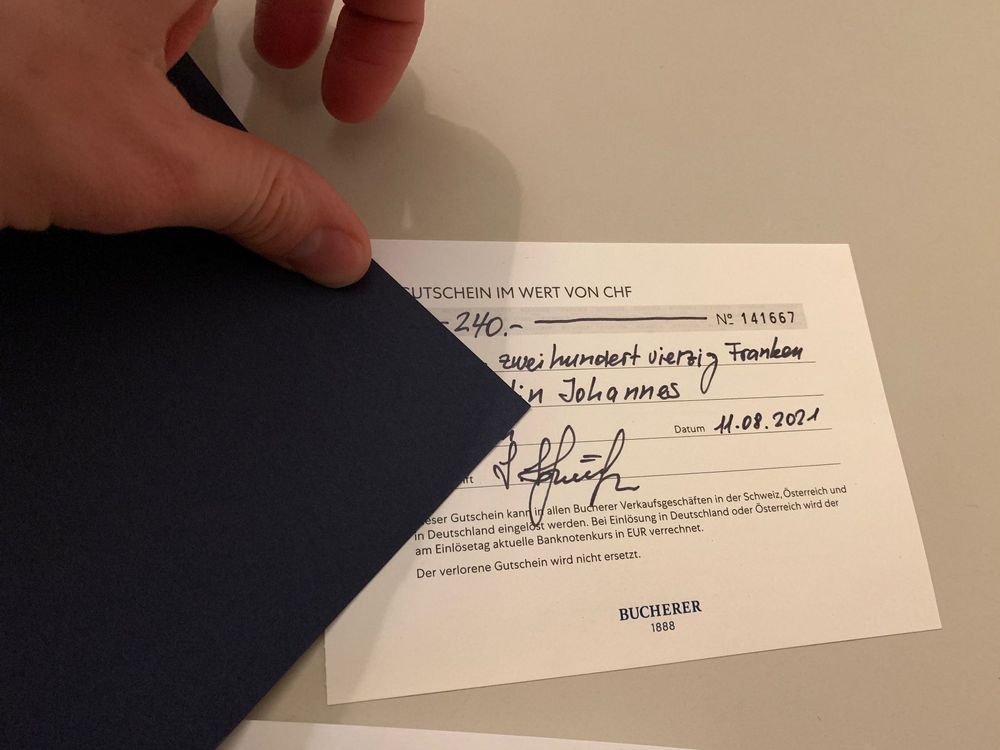 GUTSCHEIN IM WERT VON CHF
-240.- Nº 141667
zweihundert vierzig Franken
Johannes
Datum 11.08.2021
Dieser Gutschein kann in allen Bucherer Verkaufsgeschäften in der Schweiz, Österreich und
in Deutschland eingelöst werden. Bei Einlösung in Deutschland oder Österreich wird der
am Einlösetag aktuelle Banknotenkurs in EUR verrechnet.
Der verlorene Gutschein wird nicht ersetzt.
BUCHERER
1888